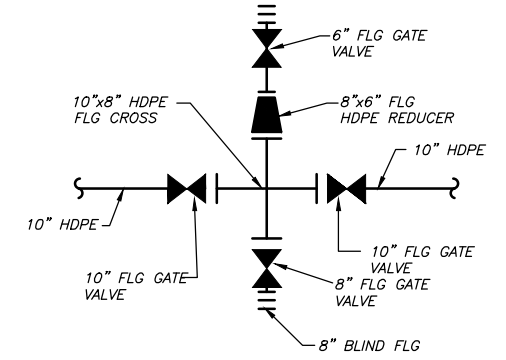 6" FLG GATE
VALVE
10"x8" HDPE
FLG CROSS
8"x6" FLG
HDPE REDUCER
10" HDPE
10" HDPE
10" FLG GATE
VALVE
10" FLG GATE
VALVE
8" FLG GATE
VALVE
8" BLIND FLG